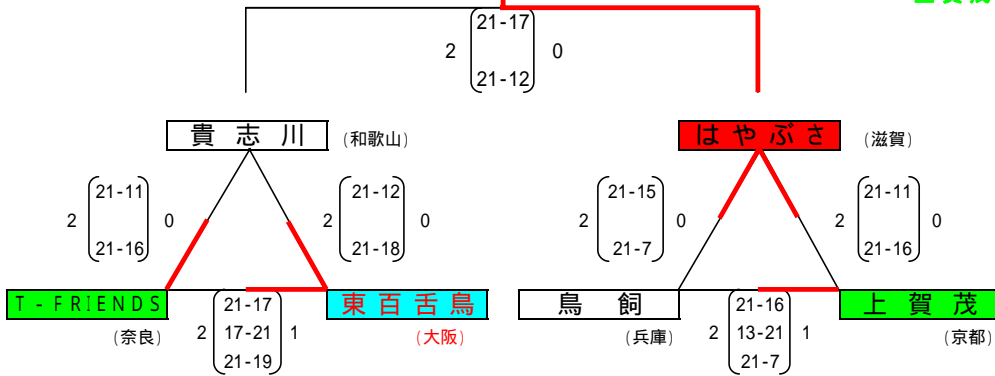 21-17
2 0
21-12
貴志川 (和歌山)
はやぶさ (滋賀)
21-11
2 0
21-16
21-12
2 0
21-18
21-15
2 0
21-7
21-11
2 0
21-16
T-FRIENDS
(奈良)
21-17
2 17-21 1
21-19
東百舌鳥
(大阪)
鳥飼
(兵庫)
21-16
2 13-21 1
21-7
上賀茂
(京都)